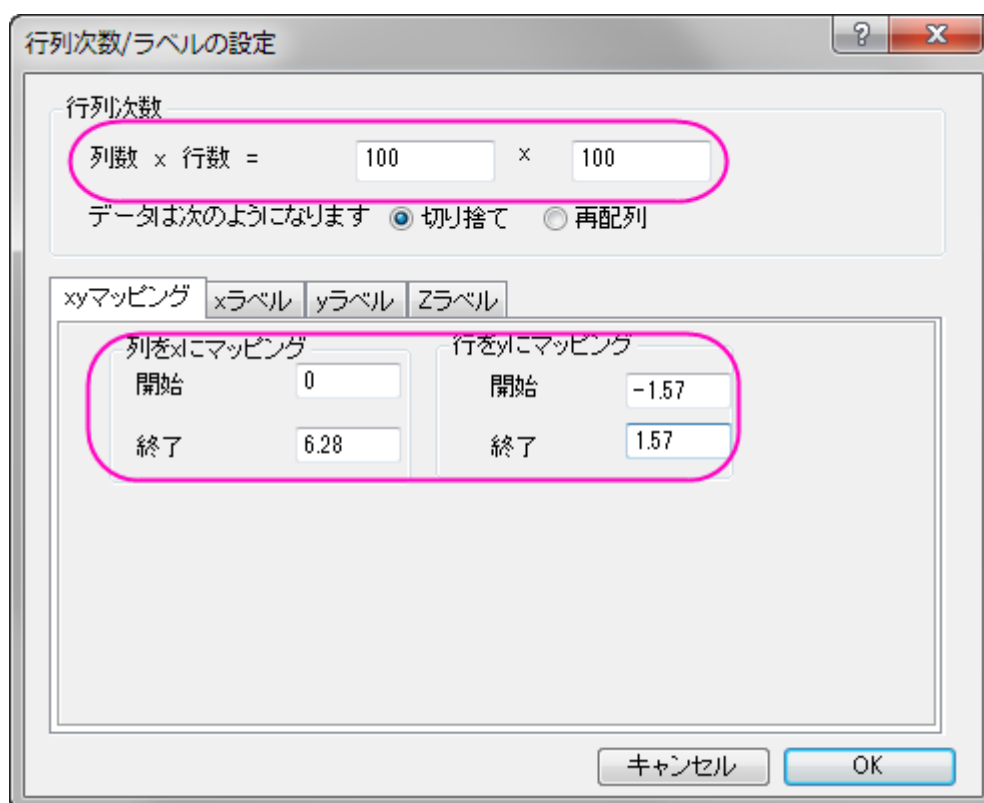 行列次数/ラベルの設定
行列次数
列数 x 行数 = 100 x 100
データは次のようになります 切り捨て 再配列
xyマッピング xラベル yラベル Zラベル
列をxにマッピング 行をyにマッピング
開始 0 開始 -1.57
終了 6.28 終了 1.57
キャンセル OK